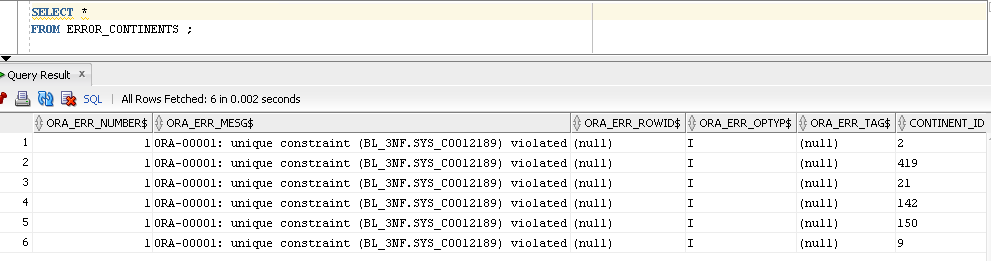 SELECT *
FROM ERROR_CONTINENTS ;
Query Result x
SQL | All Rows Fetched: 6 in 0.002 seconds
ORA_ERR_NUMBER$ ORA_ERR_MESG$ ORA_ERR_ROWID$ ORA_ERR_OPTYP$ ORA_ERR_TAG$ CONTINENT_ID
1 1 ORA-00001: unique constraint (BL_3NF.SYS_C0012189) violated (null) I (null) 2
2 1 ORA-00001: unique constraint (BL_3NF.SYS_C0012189) violated (null) I (null) 419
3 1 ORA-00001: unique constraint (BL_3NF.SYS_C0012189) violated (null) I (null) 21
4 1 ORA-00001: unique constraint (BL_3NF.SYS_C0012189) violated (null) I (null) 142
5 1 ORA-00001: unique constraint (BL_3NF.SYS_C0012189) violated (null) I (null) 150
6 1 ORA-00001: unique constraint (BL_3NF.SYS_C0012189) violated (null) I (null) 9